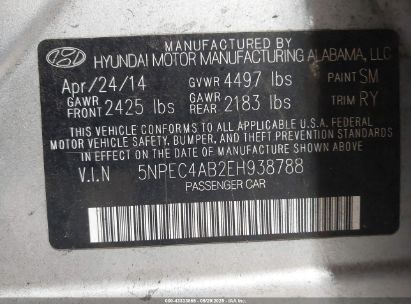 MANUFACTURED BY
HYUNDAI MOTOR MANUFACTURING ALABAMA, LLC
Apr/24/14 GVWR 4497 lbs PAINT SM
GAWR FRONT 2425 lbs GAWR REAR 2183 lbs TRIM RY
THIS VEHICLE CONFORMS TO ALL APPLICABLE U.S. FEDERAL
MOTOR VEHICLE SAFETY, BUMPER, AND THEFT PREVENTION
STANDARDS IN EFFECT ON THE DATE OF MANUFACTURE SHOWN ABOVE.
V.I.N 5NPEC4AB2EH938788
PASSENGER CAR